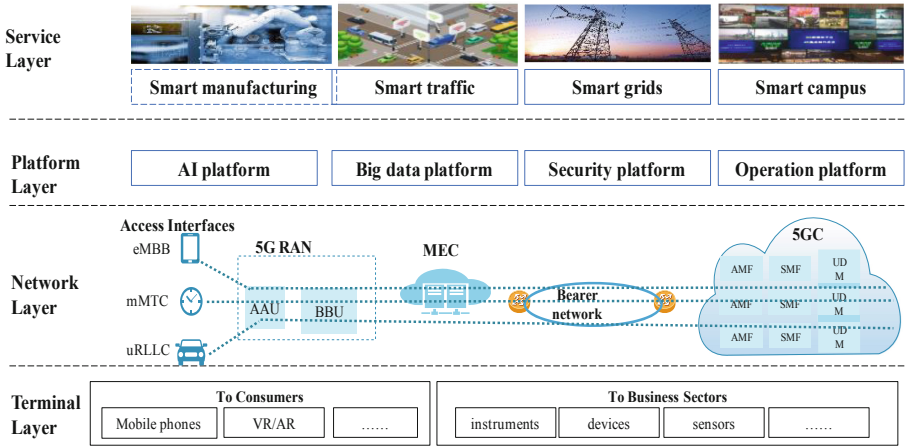 Service
Layer
Smart manufacturing
Smart traffic
Smart grids
Smart campus
Platform
Layer
AI platform
Big data platform
Security platform
Operation platform
Network
Layer
Access Interfaces
eMBB
mMTC
uRLLC
5G RAN
AAU
BBU
MEC
Bearer
network
5GC
AMF
SMF
UD
M
AMF
SMF
UD
M
AMF
SMF
UD
M
Terminal
Layer
To Consumers
Mobile phones
VR/AR
......
To Business Sectors
instruments
devices
sensors
......